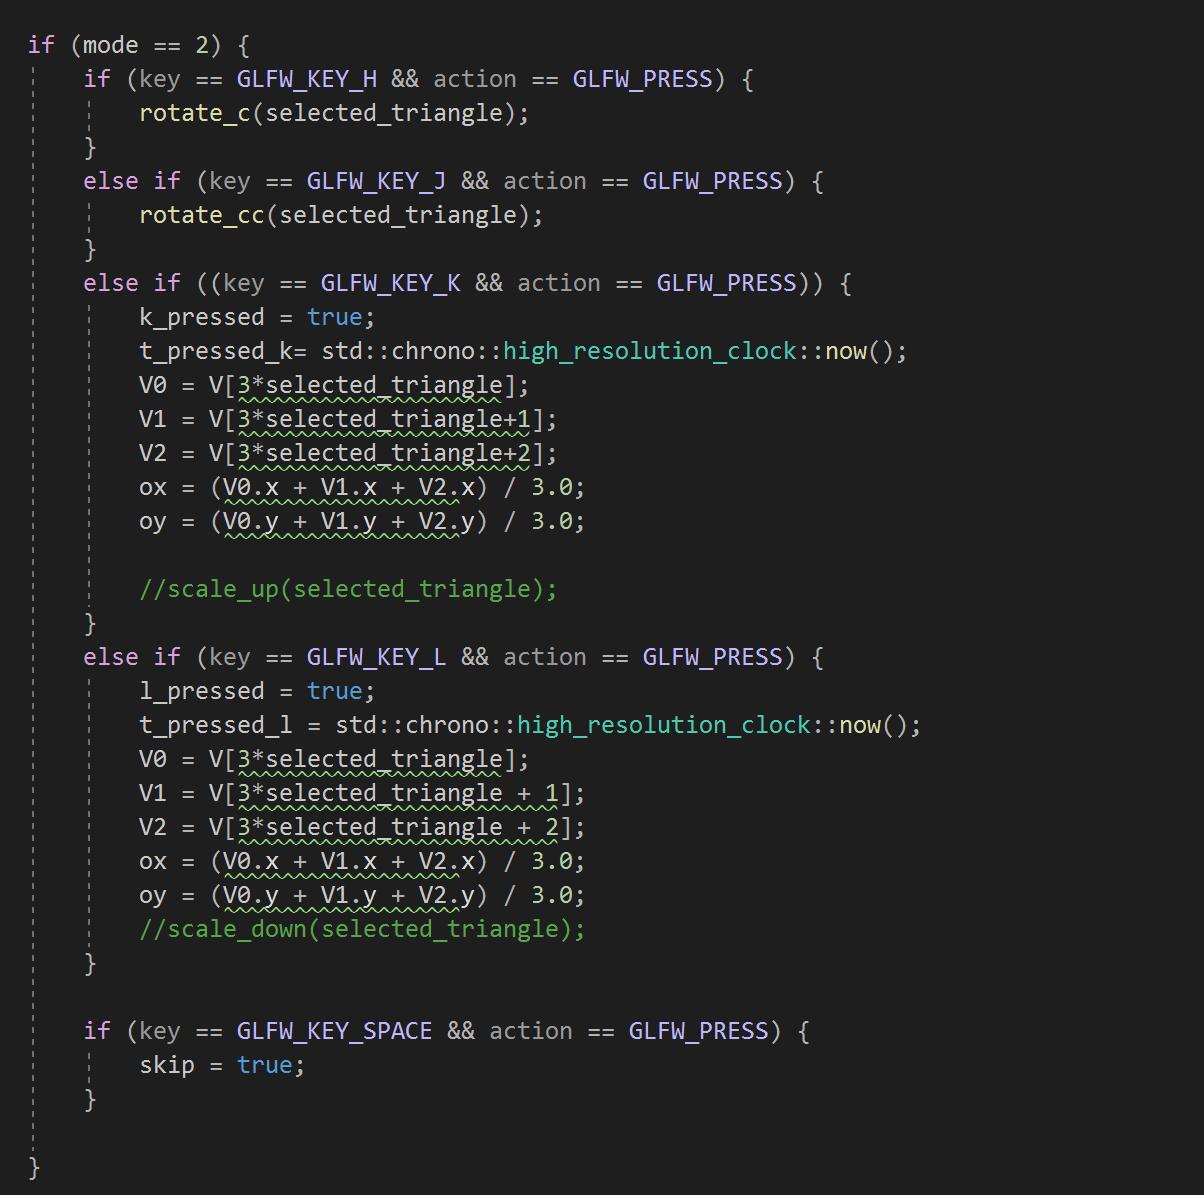 if (mode == 2) {
    if (key == GLFW_KEY_H && action == GLFW_PRESS) {
        rotate_c(selected_triangle);
    }
    else if (key == GLFW_KEY_J && action == GLFW_PRESS) {
        rotate_cc(selected_triangle);
    }
    else if ((key == GLFW_KEY_K && action == GLFW_PRESS)) {
        k_pressed = true;
        t_pressed_k= std::chrono::high_resolution_clock::now();
        V0 = V[3*selected_triangle];
        V1 = V[3*selected_triangle+1];
        V2 = V[3*selected_triangle+2];
        ox = (V0.x + V1.x + V2.x) / 3.0;
        oy = (V0.y + V1.y + V2.y) / 3.0;

        //scale_up(selected_triangle);
    }
    else if (key == GLFW_KEY_L && action == GLFW_PRESS) {
        l_pressed = true;
        t_pressed_l = std::chrono::high_resolution_clock::now();
        V0 = V[3*selected_triangle];
        V1 = V[3*selected_triangle + 1];
        V2 = V[3*selected_triangle + 2];
        ox = (V0.x + V1.x + V2.x) / 3.0;
        oy = (V0.y + V1.y + V2.y) / 3.0;
        //scale_down(selected_triangle);
    }

    if (key == GLFW_KEY_SPACE && action == GLFW_PRESS) {
        skip = true;
    }

}